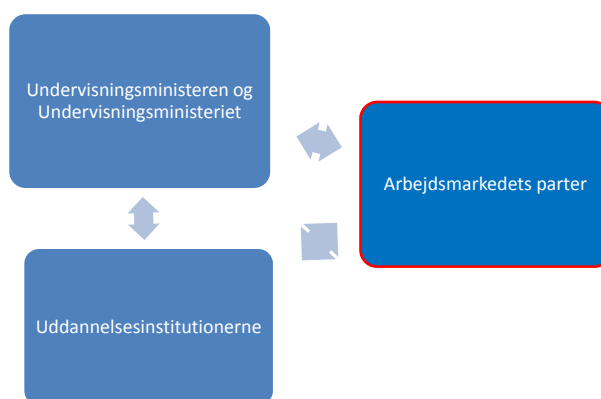 Undervisningsministeren og
Undervisningsministeriet
Arbejdsmarkedets parter
Uddannelsesinstitutionerne